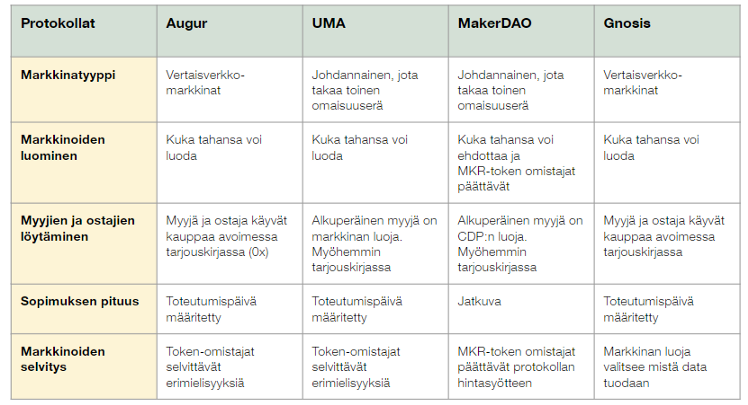 Protokollat Augur UMA MakerDAO Gnosis
Markkinatyyppi
Vertaisverkko-
markkinat
Johdannainen, jota
takaa toinen
omaisuuserä
Johdannainen, jota
takaa toinen
omaisuuserä
Vertaisverkko-
markkinat
Markkinoiden
luominen
Kuka tahansa voi
luoda
Kuka tahansa voi
luoda
Kuka tahansa voi
ehdottaa ja
MKR-token omistajat
päättävät
Kuka tahansa voi
luoda
Myyjien ja ostajien
löytäminen
Myyjä ja ostaja käyvät
kauppaa avoimessa
tarjouskirjassa (0x)
Alkuperäinen myyjä on
markkinan luoja.
Myöhemmin
tarjouskirjassa
Alkuperäinen myyjä on
CDP:n luoja.
Myöhemmin
tarjouskirjassa
Myyjä ja ostaja käyvät
kauppaa avoimessa
tarjouskirjassa
Sopimuksen pituus
Toteutumispäivä
määritetty
Toteutumispäivä
määritetty
Jatkuva
Toteutumispäivä
määritetty
Markkinoiden
selvitys
Token-omistajat
selvittävät
erimielisyyksiä
Token-omistajat
selvittävät
erimielisyyksiä
MKR-token omistajat
päättävät protokollan
hintasyötteen
Markkinan luoja
valitsee mistä data
tuodaan